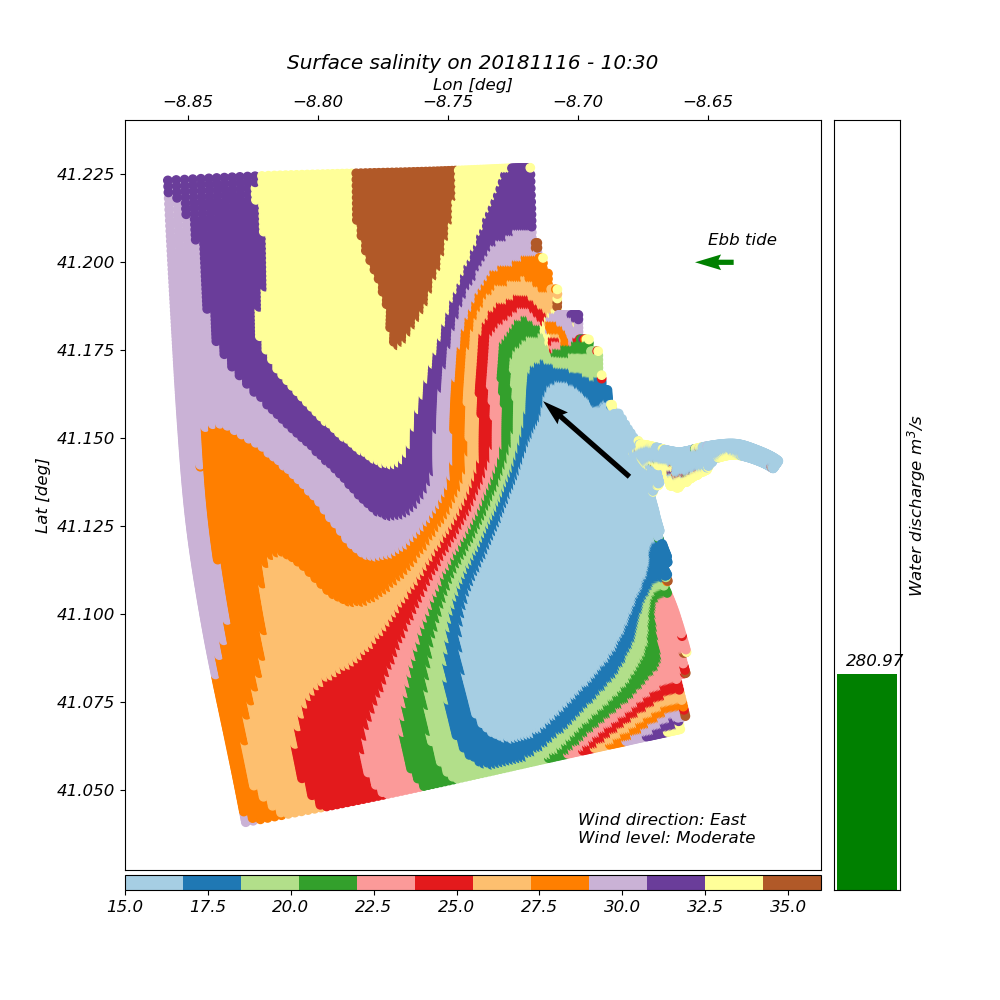 Surface salinity on 20181116 - 10:30
Lon [deg]
−8.85 −8.80 −8.75 −8.70 −8.65
41.225
41.200
41.175
41.150
41.125
41.100
41.075
41.050
Lat [deg]
Ebb tide
Wind direction: East
Wind level: Moderate
280.97
Water discharge m³/s
15.0 17.5 20.0 22.5 25.0 27.5 30.0 32.5 35.0